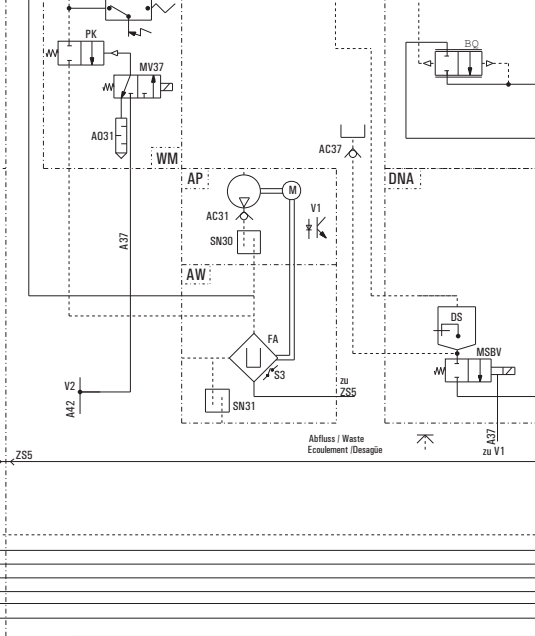 PK
BQ
MV37
A031
WM
AC37
AP
DNA
M
AC31
V1
SN30
A37
AW
DS
FA
MSBV
S3
V2
zu
ZS5
A42
SN31
A37
Abfluss / Waste
Ecoulement /Desagüe
zu V1
ZS5